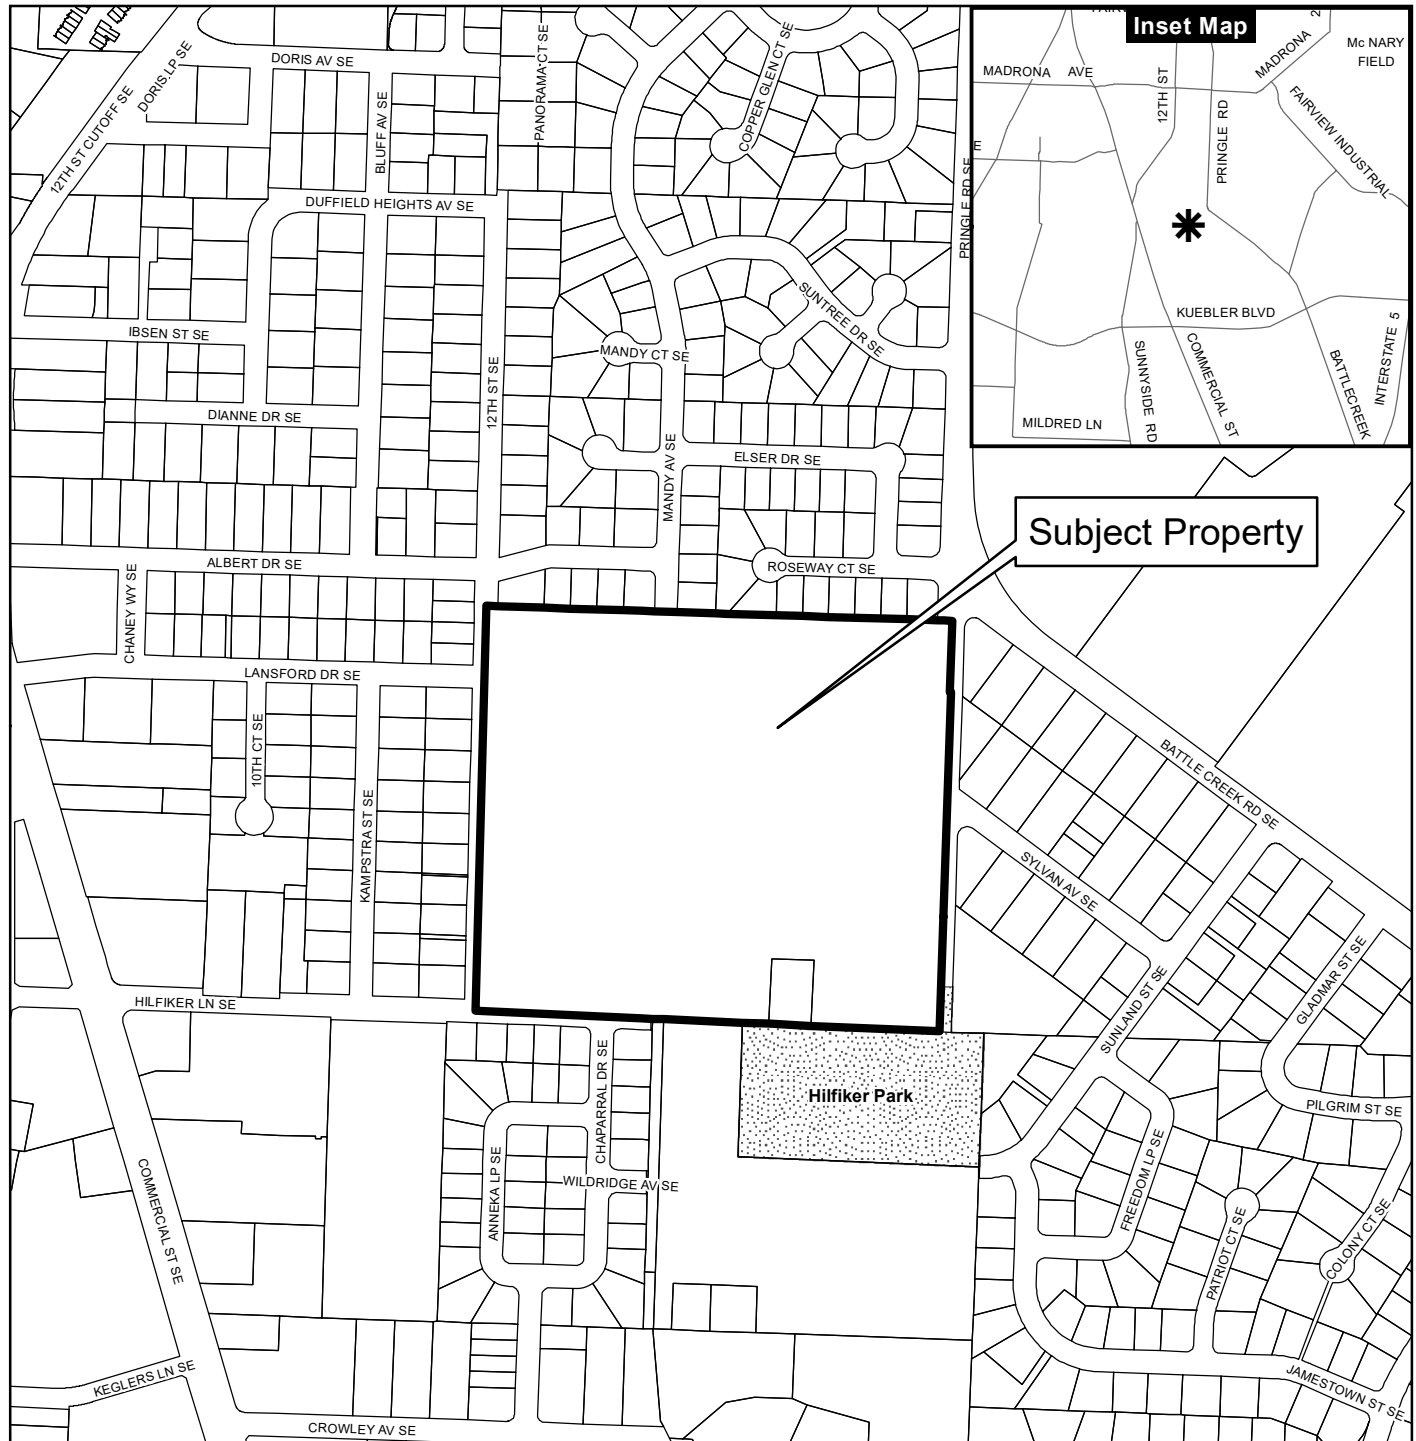 DORIS AV SE
DORIS LP SE
12TH ST CUTOFF SE
BLUFF AV SE
PANORAMA CT SE
COPPER GLEN CT SE
PRINGLE RD SE
DUFFIELD HEIGHTS AV SE
IBSEN ST SE
12TH ST SE
MANDY CT SE
SUNTREE DR SE
DIANNE DR SE
MANDY AV SE
ELSER DR SE
ALBERT DR SE
ROSEWAY CT SE
CHANEY WY SE
LANSFORD DR SE
10TH CT SE
KAMPSTRA ST SE
HILFIKER LN SE
Inset Map
MADRONA AVE
12TH ST
PRINGLE RD
MADRONA
2
Mc NARY
FIELD
FAIRVIEW INDUSTRIAL
E
KUEBLER BLVD
SUNNYSIDE RD
COMMERCIAL ST
BATTLECREEK
INTERSTATE 5
MILDRED LN
Subject Property
BATTLE CREEK RD SE
SYLVAN AV SE
SUNLAND ST SE
GLADMAR ST SE
PILGRIM ST SE
CHAPARRAL DR SE
Hilfiker Park
ANNEKA LP SE
WILDRIDGE AV SE
FREEDOM LP SE
PATRIOT CT SE
COLONY CT SE
COMMERCIAL ST SE
KEGLERS LN SE
JAMESTOWN ST SE
CROWLEY AV SE